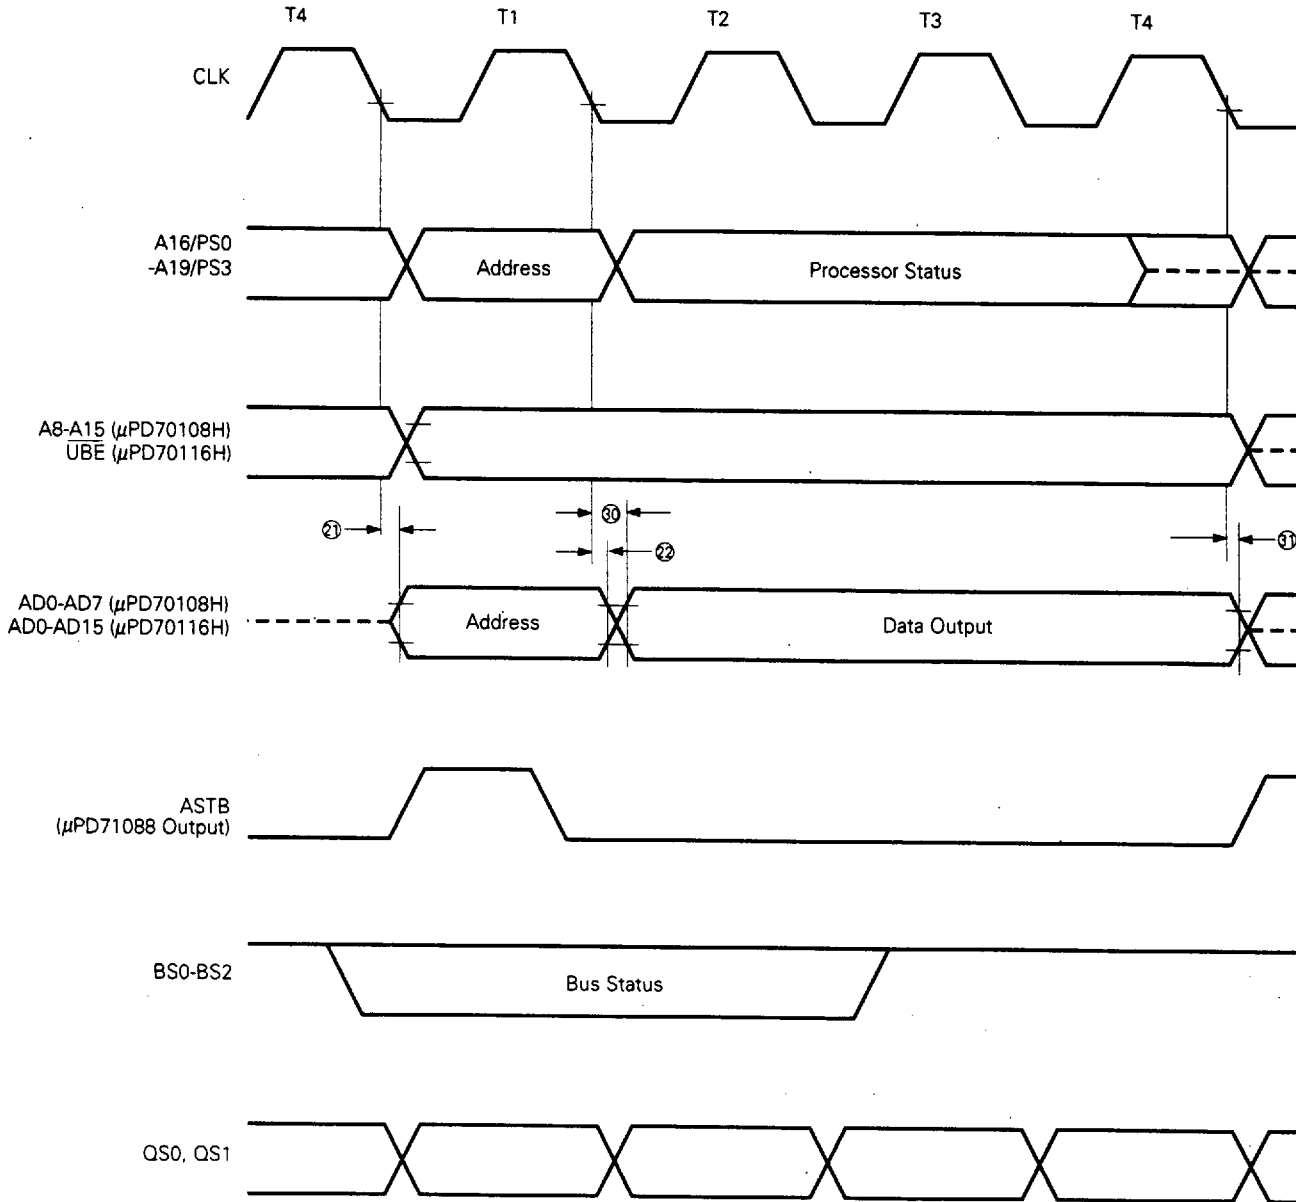 T4 T1 T2 T3 T4
CLK
A16/PS0
-A19/PS3
Address
Processor Status
A8-A15 (μPD70108H)
U̅B̅E̅ (μPD70116H)
㉑
㉚
㉒
㉛
AD0-AD7 (μPD70108H)
AD0-AD15 (μPD70116H)
Address
Data Output
ASTB
(μPD71088 Output)
BS0-BS2
Bus Status
QS0, QS1